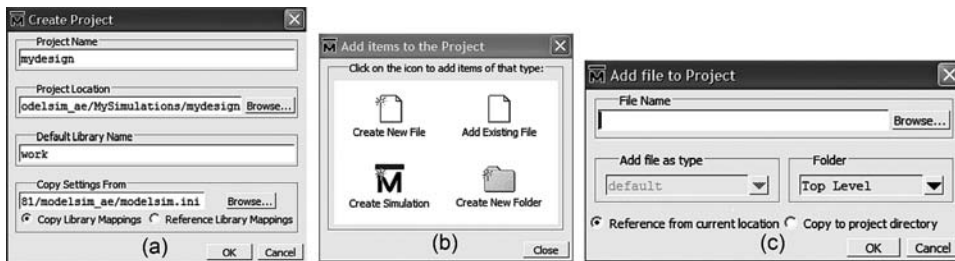 Create Project
Project Name
mydesign
Project Location
odelsim_ae/MySimulations/mydesign Browse...
Default Library Name
work
Copy Settings From
81/modelsim_ae/modelsim.ini Browse...
Copy Library Mappings Reference Library Mappings
(a)
OK Cancel
Add items to the Project
Click on the icon to add items of that type:
Create New File Add Existing File
Create Simulation Create New Folder
(b)
Close
Add file to Project
File Name
Browse...
Add file as type Folder
default Top Level
Reference from current location Copy to project directory
(c)
OK Cancel